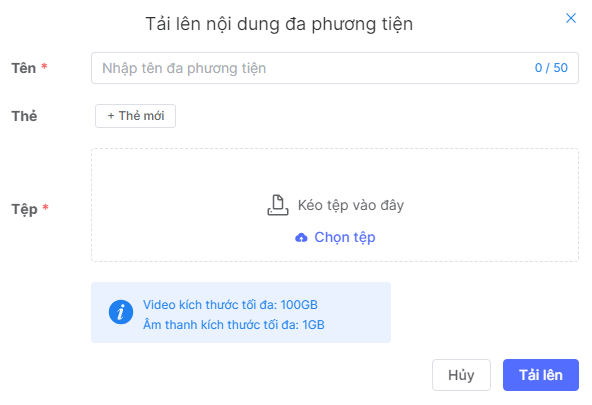 Tải lên nội dung đa phương tiện
Tên *
Nhập tên đa phương tiện
0 / 50
Thẻ
+ Thẻ mới
Tệp *
Kéo tệp vào đây
Chọn tệp
Video kích thước tối đa: 100GB
Âm thanh kích thước tối đa: 1GB
Hủy
Tải lên